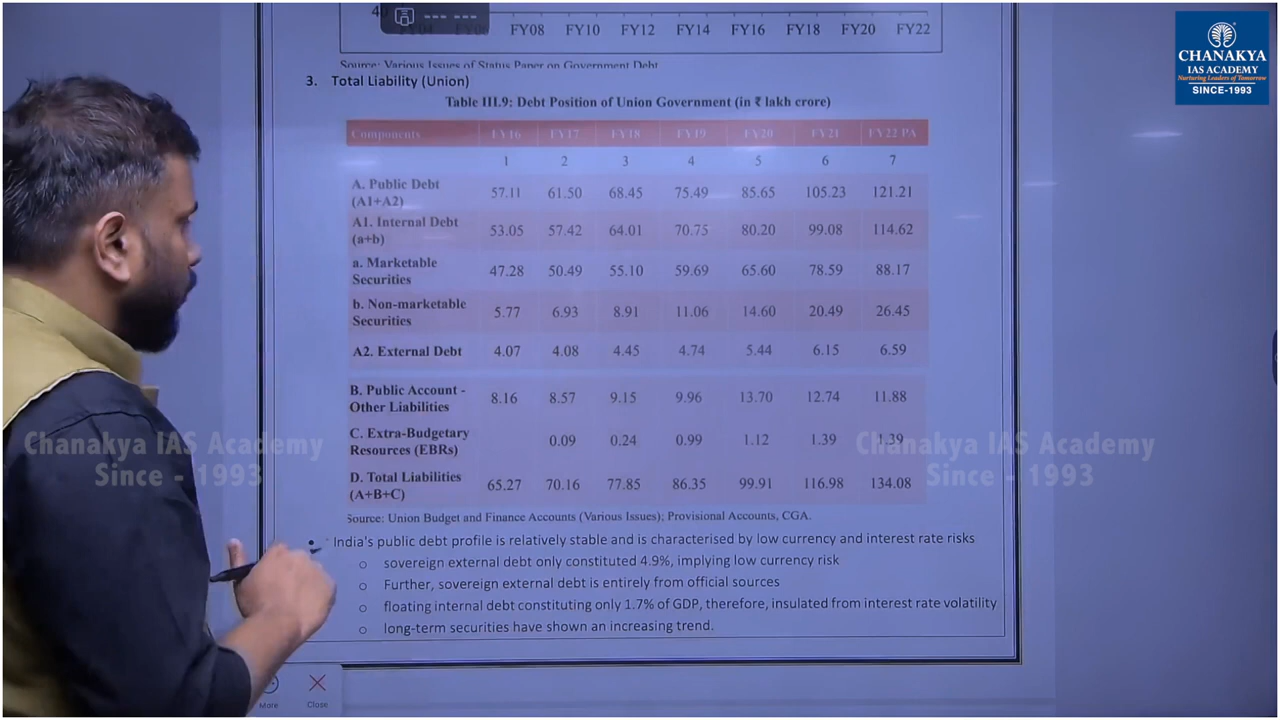 40
FY08 FY10 FY12 FY14 FY16 FY18 FY20 FY22
Source: Various Issues of Status Paper on Government Debt
3. Total Liability (Union)
Table III.9: Debt Position of Union Government (in ₹ lakh crore)
Components FY16 FY17 FY18 FY19 FY20 FY21 FY22 PA
1 2 3 4 5 6 7
A. Public Debt
(A1+A2) 57.11 61.50 68.45 75.49 85.65 105.23 121.21
A1. Internal Debt
(a+b) 53.05 57.42 64.01 70.75 80.20 99.08 114.62
a. Marketable
Securities 47.28 50.49 55.10 59.69 65.60 78.59 88.17
b. Non-marketable
Securities 5.77 6.93 8.91 11.06 14.60 20.49 26.45
A2. External Debt 4.07 4.08 4.45 4.74 5.44 6.15 6.59
B. Public Account -
Other Liabilities 8.16 8.57 9.15 9.96 13.70 12.74 11.88
C. Extra-Budgetary
Resources (EBRs) 0.09 0.24 0.99 1.12 1.39 1.39
D. Total Liabilities
(A+B+C) 65.27 70.16 77.85 86.35 99.91 116.98 134.08
Source: Union Budget and Finance Accounts (Various Issues); Provisional Accounts, CGA.
• India's public debt profile is relatively stable and is characterised by low currency and interest rate risks
o sovereign external debt only constituted 4.9%, implying low currency risk
o Further, sovereign external debt is entirely from official sources
o floating internal debt constituting only 1.7% of GDP, therefore, insulated from interest rate volatility
o long-term securities have shown an increasing trend.
More Close
CHANAKYA
IAS ACADEMY
Nurturing Leaders of Tomorrow
SINCE-1993
Chanakya IAS Academy
Since - 1993
Chanakya IAS Academy
Since - 1993